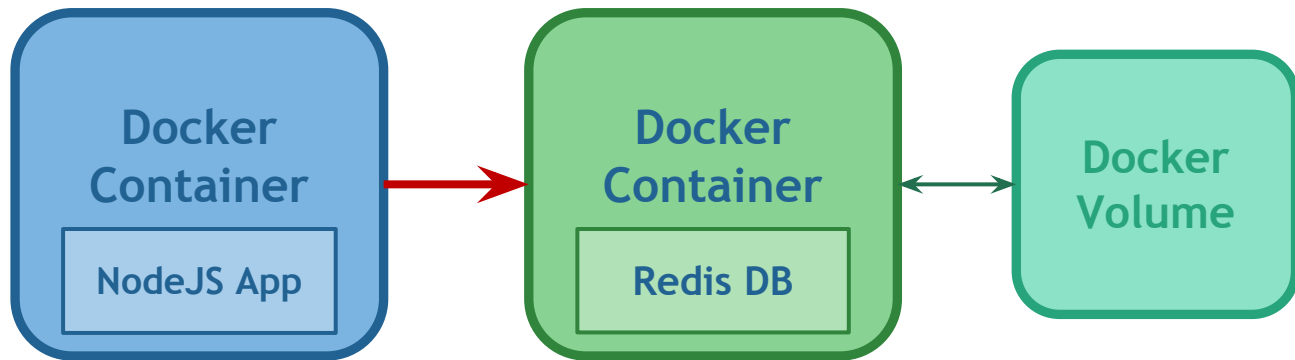 Docker
Container
NodeJS App
Docker
Container
Redis DB
Docker
Volume